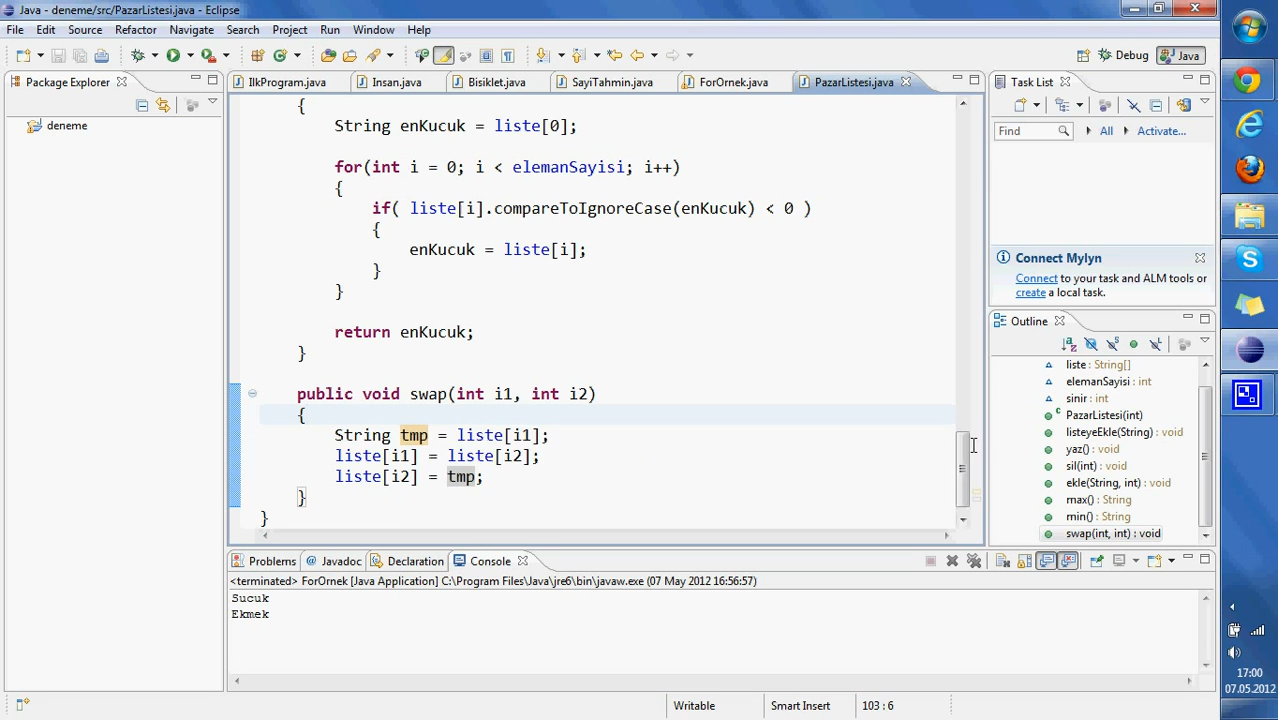 Java - deneme/src/PazarListesi.java - Eclipse
File Edit Source Refactor Navigate Search Project Run Window Help
Debug Java
Package Explorer
deneme
IlkProgram.java Insan.java Bisiklet.java SayiTahmin.java ForOrnek.java PazarListesi.java
{
String enKucuk = liste[0];
for(int i = 0; i < elemanSayisi; i++)
{
if( liste[i].compareToIgnoreCase(enKucuk) < 0 )
{
enKucuk = liste[i];
}
}
return enKucuk;
}
public void swap(int i1, int i2)
{
String tmp = liste[i1];
liste[i1] = liste[i2];
liste[i2] = tmp;
}
}
Task List
Find All Activate...
Connect Mylyn
Connect to your task and ALM tools or
create a local task.
Outline
liste : String[]
elemanSayisi : int
sinir : int
PazarListesi(int)
listeyeEkle(String) : void
yaz() : void
sil(int) : void
ekle(String, int) : void
max() : String
min() : String
swap(int, int) : void
Problems @ Javadoc Declaration Console
<terminated> ForOrnek [Java Application] C:\Program Files\Java\jre6\bin\javaw.exe (07 May 2012 16:56:57)
Sucuk
Ekmek
Writable Smart Insert 103 : 6
17:00
07.05.2012